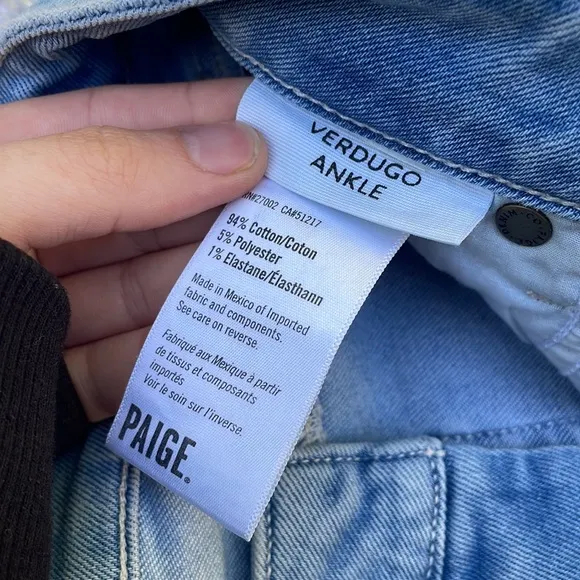 VERDUGO
ANKLE
RN#27002 CA#51217
94% Cotton/Coton
5% Polyester
1% Elastane/Élasthann
Made in Mexico of imported
fabric and components.
See care on reverse.
Fabriqué aux Mexique à partir
de tissus et composants
importés
Voir le soin sur l'inverse.
PAIGE®